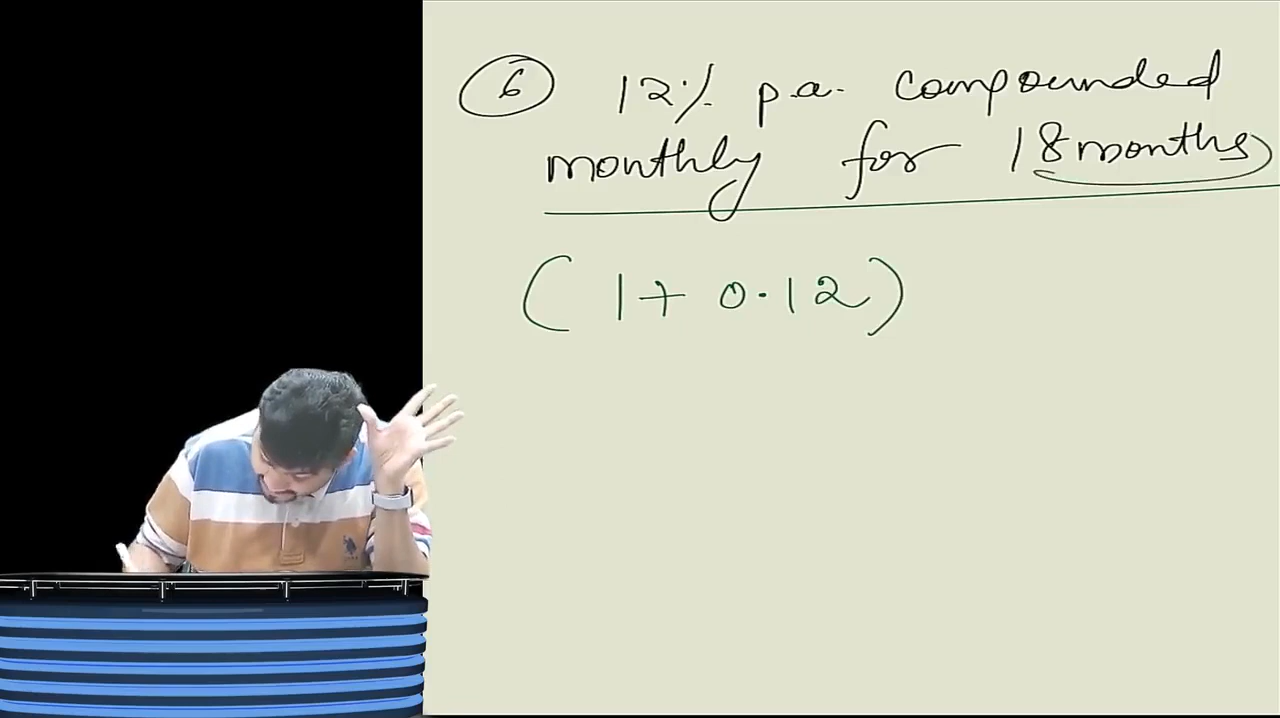 6 12% p.a. compounded
monthly for 18 months
(1 + 0.12)